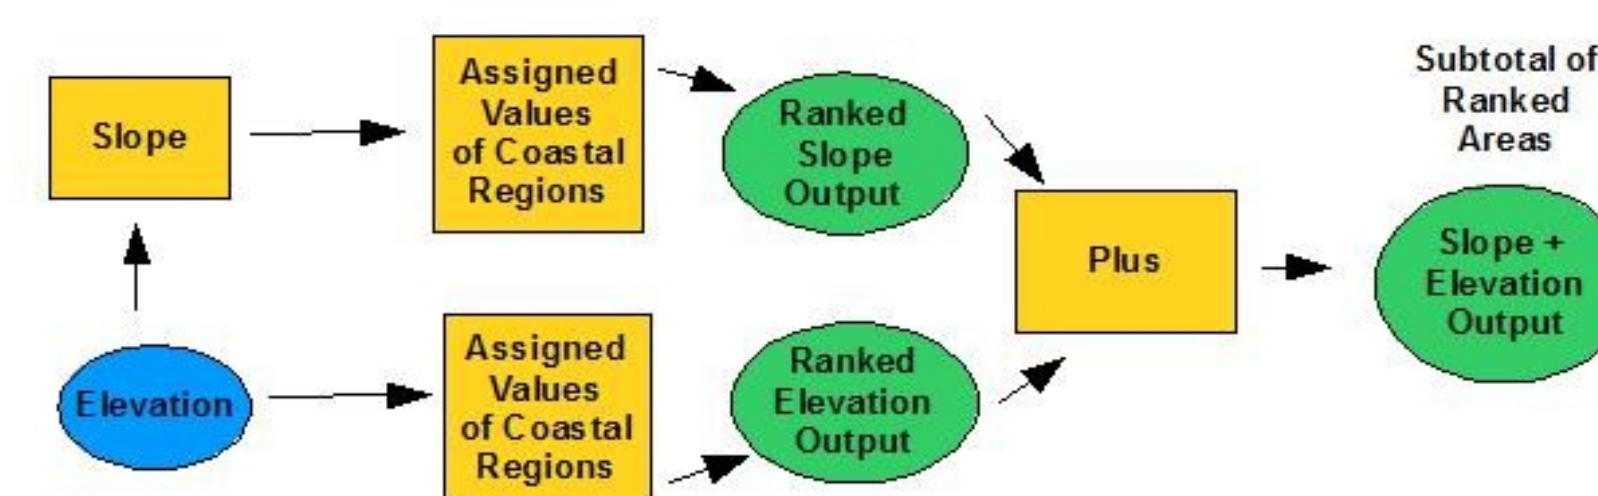 Slope
Assigned
Values
of Coastal
Regions
Ranked
Slope
Output
Subtotal of
Ranked
Areas
Plus
Slope +
Elevation
Output
Elevation
Assigned
Values
of Coastal
Regions
Ranked
Elevation
Output